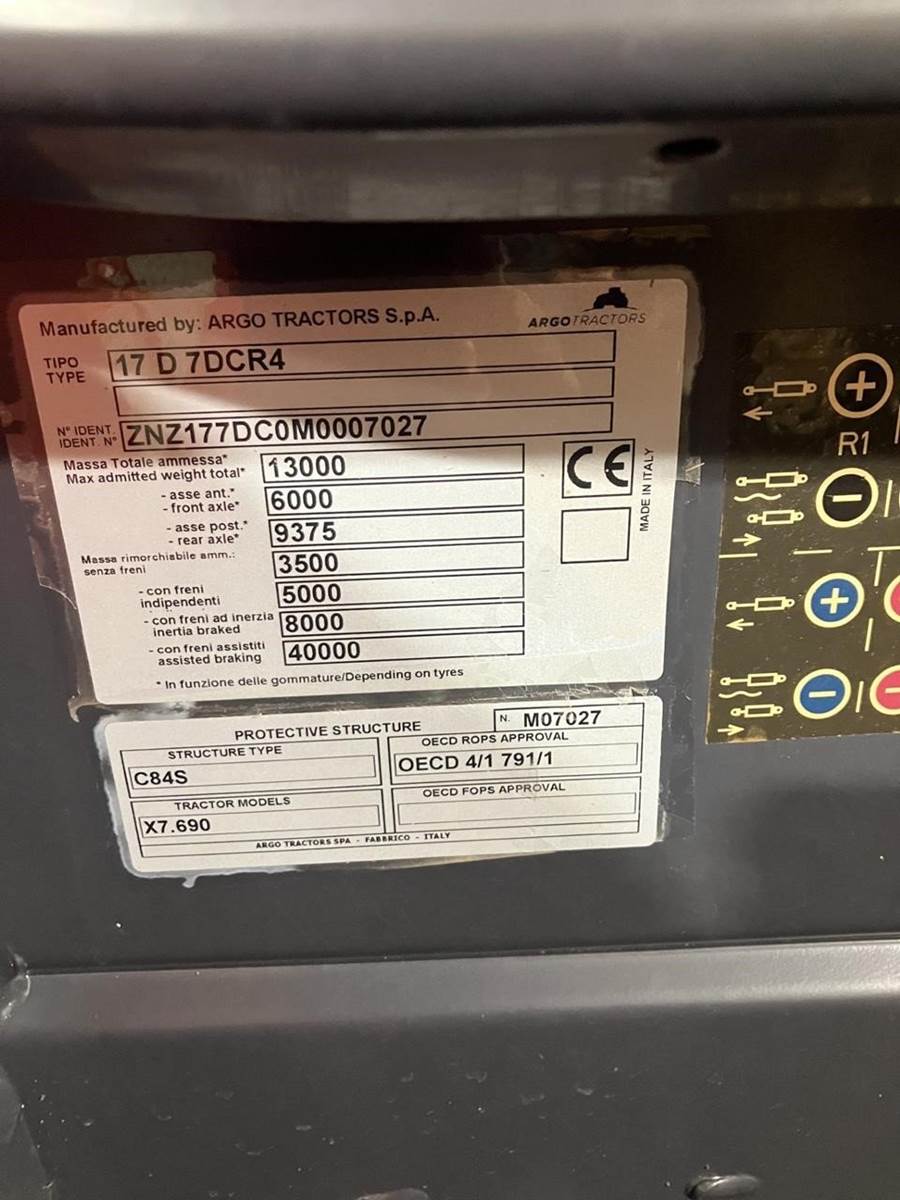 Manufactured by: ARGO TRACTORS S.p.A.
ARGOTRACTORS
TIPO
TYPE
17 D 7DCR4
N° IDENT.
IDENT. N°
ZNZ177DC0M0007027
Massa Totale ammessa*
Max admitted weight total*
13000
- asse ant.*
- front axle*
6000
- asse post.*
- rear axle*
9375
Massa rimorchiabile amm.:
senza freni
3500
- con freni
indipendenti
5000
- con freni ad inerzia
inertia braked
8000
- con freni assistiti
assisted braking
40000
CE
MADE IN ITALY
* In funzione delle gommature/Depending on tyres
PROTECTIVE STRUCTURE
N. M07027
STRUCTURE TYPE
C84S
OECD ROPS APPROVAL
OECD 4/1 791/1
TRACTOR MODELS
X7.690
OECD FOPS APPROVAL
ARGO TRACTORS SPA - FABBRICO - ITALY
+
R1
−
+
−